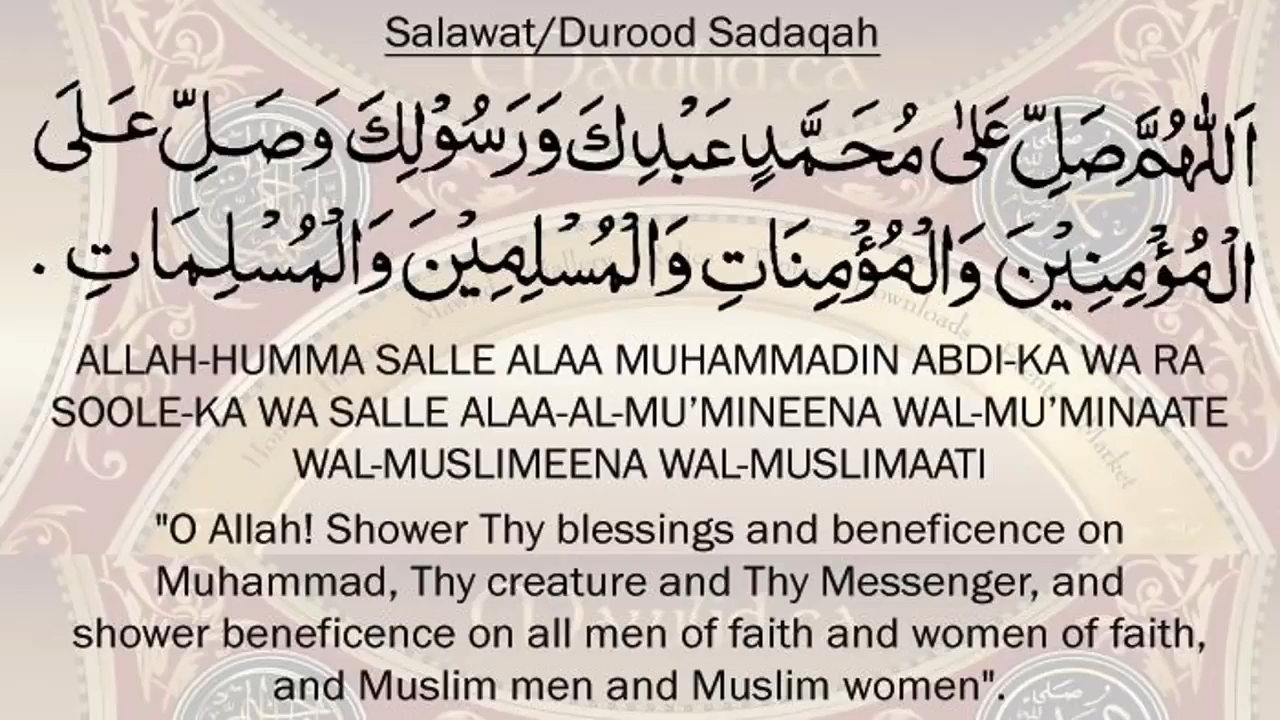 Salawat/Durood Sadaqah
اَللّٰهُمَّ صَلِّ عَلٰى مُحَمَّدٍ عَبْدِكَ وَرَسُوْلِكَ وَصَلِّ عَلَى
الْمُؤْمِنِيْنَ وَالْمُؤْمِنَاتِ وَالْمُسْلِمِيْنَ وَالْمُسْلِمَاتِ .
ALLAH-HUMMA SALLE ALAA MUHAMMADIN ABDI-KA WA RA
SOOLE-KA WA SALLE ALAA-AL-MU’MINEENA WAL-MU’MINAATE
WAL-MUSLIMEENA WAL-MUSLIMAATI
"O Allah! Shower Thy blessings and beneficence on
Muhammad, Thy creature and Thy Messenger, and
shower beneficence on all men of faith and women of faith,
and Muslim men and Muslim women".